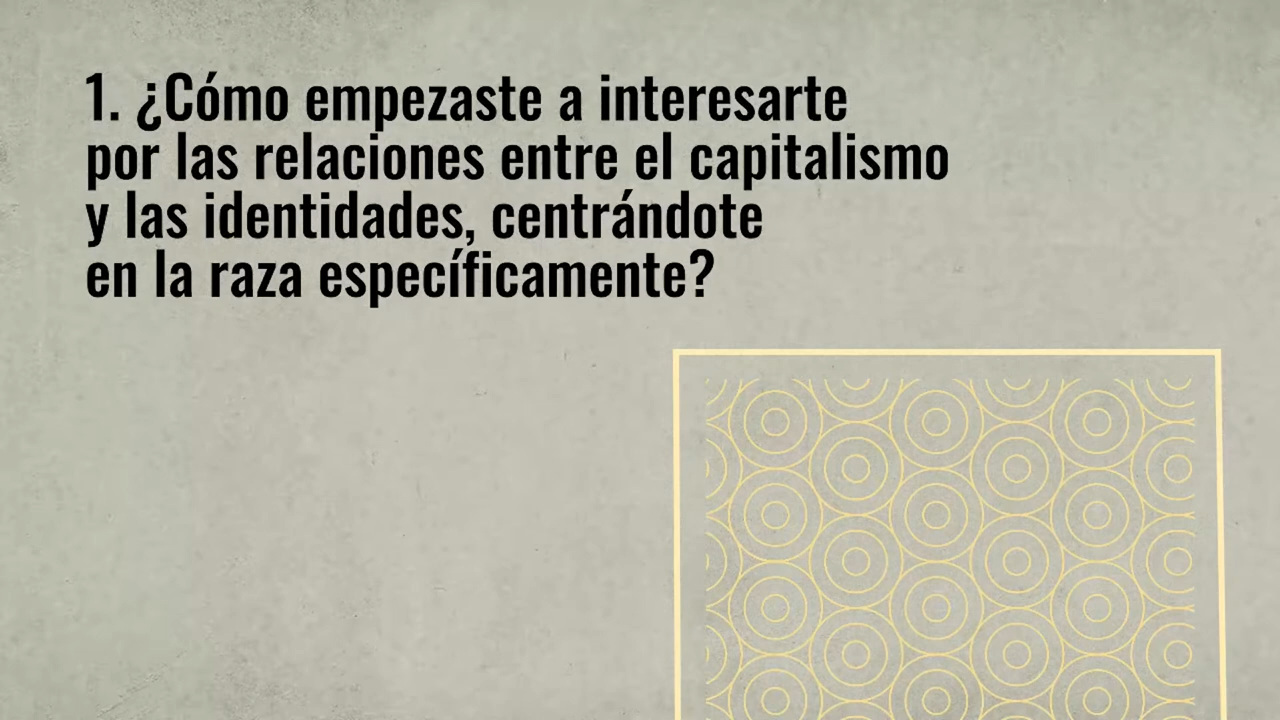 1. ¿Cómo empezaste a interesarte
por las relaciones entre el capitalismo
y las identidades, centrándote
en la raza específicamente?